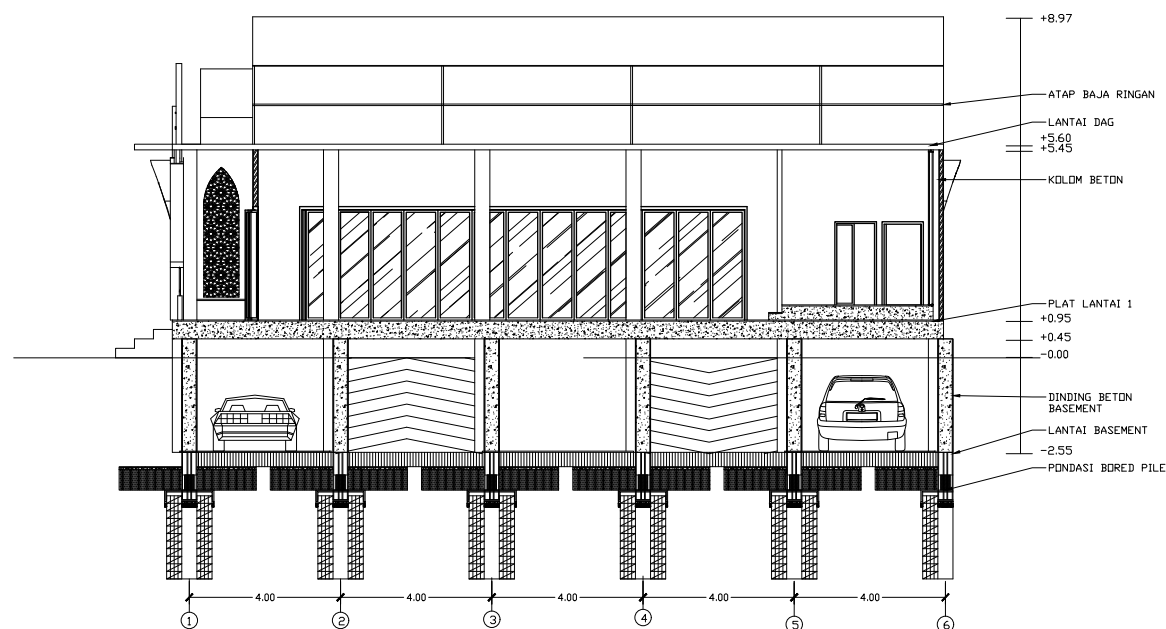 +8.97
ATAP BAJA RINGAN
LANTAI DAG
+5.60
+5.45
KOLOM BETON
PLAT LANTAI 1
+0.95
+0.45
-0.00
DINDING BETON
BASEMENT
LANTAI BASEMENT
-2.55
PONDASI BORED PILE
4.00 4.00 4.00 4.00 4.00
1 2 3 4 5 6